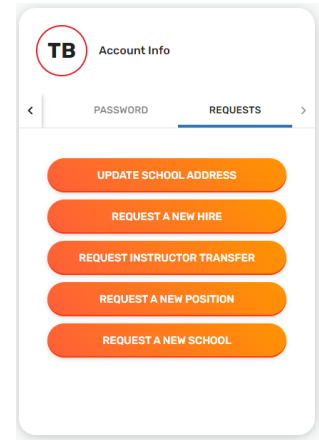 TB
Account Info
PASSWORD REQUESTS
UPDATE SCHOOL ADDRESS
REQUEST A NEW HIRE
REQUEST INSTRUCTOR TRANSFER
REQUEST A NEW POSITION
REQUEST A NEW SCHOOL